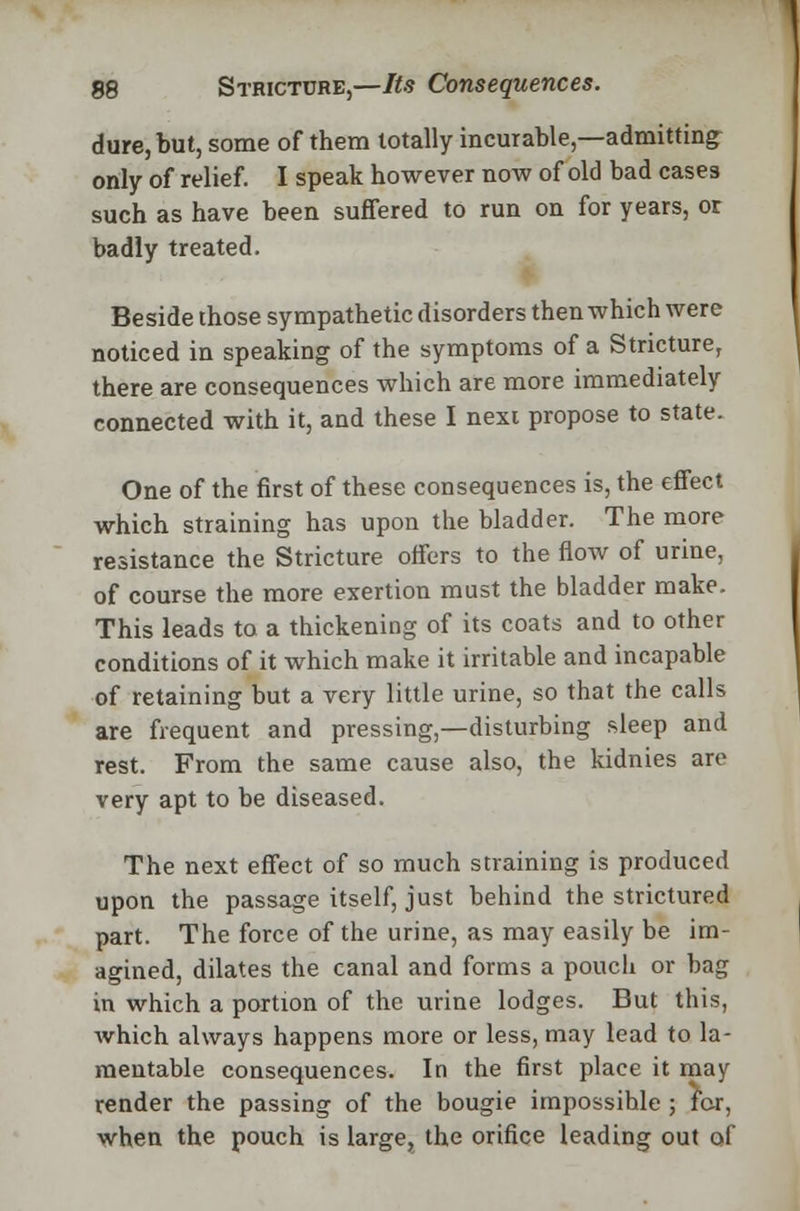 88 Stricture,—Its Consequences.
dure, but, some of them totally incurable,—admitting
only of relief. I speak however now of old bad cases
such as have been suffered to run on for years, or
badly treated.
Beside those sympathetic disorders then which were
noticed in speaking of the symptoms of a Stricture,
there are consequences which are more immediately
connected with it, and these I next propose to state.
One of the first of these consequences is, the effect
which straining has upon the bladder. The more
resistance the Stricture offers to the flow of urine,
of course the more exertion must the bladder make.
This leads to a thickening of its coats and to other
conditions of it which make it irritable and incapable
of retaining but a very little urine, so that the calls
are frequent and pressing,—disturbing sleep and
rest. From the same cause also, the kidnies are
very apt to be diseased.
The next effect of so much straining is produced
upon the passage itself, just behind the strictured
part. The force of the urine, as may easily be im-
agined, dilates the canal and forms a pouch or bag
in which a portion of the urine lodges. But this,
which always happens more or less, may lead to la-
mentable consequences. In the first place it may
render the passing of the bougie impossible ; for,
when the pouch is large, the orifice leading out of